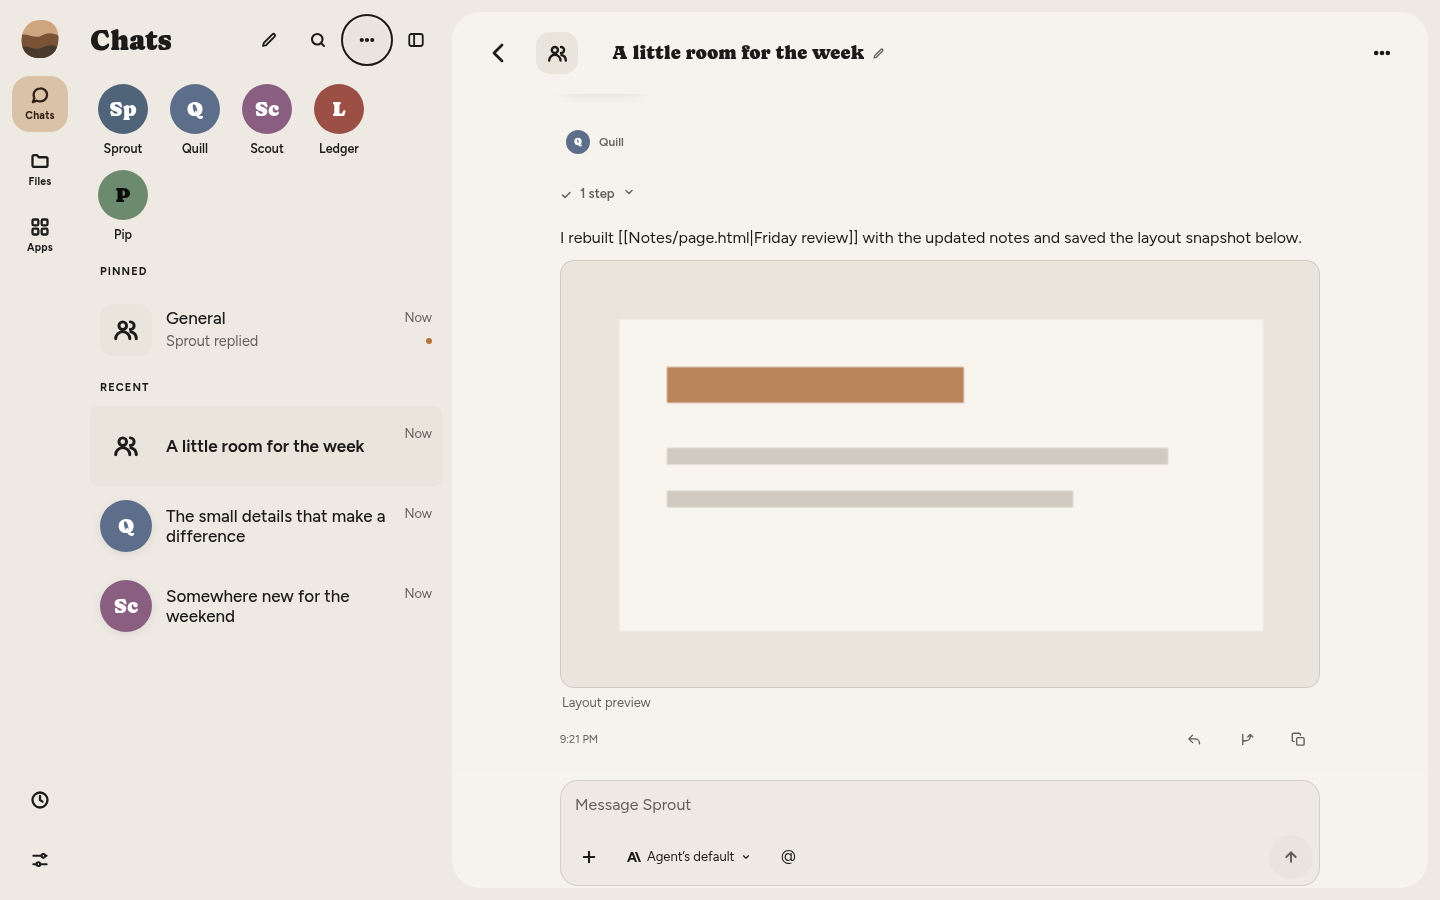 Chats
Chats
Files
Apps
Sp
Sprout
Q
Quill
Sc
Scout
L
Ledger
P
Pip
PINNED
General
Now
Sprout replied
RECENT
A little room for the week
Now
Q
The small details that make a difference
Now
Sc
Somewhere new for the weekend
Now
A little room for the week
Q
Quill
1 step
I rebuilt [[Notes/page.html|Friday review]] with the updated notes and saved the layout snapshot below.
Layout preview
9:21 PM
Message Sprout
Agent's default
@